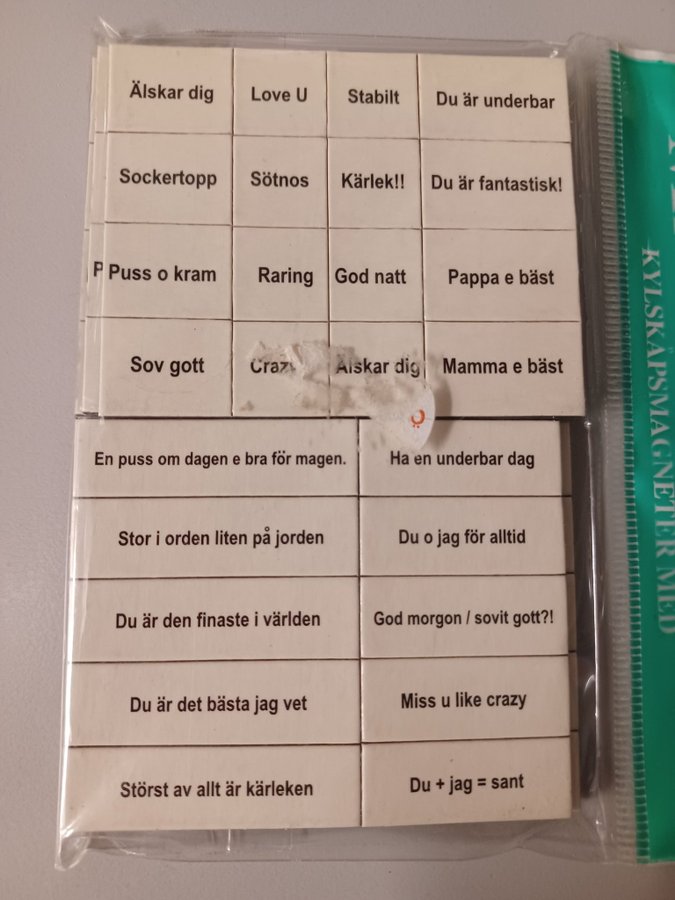 Älskar dig
Love U
Stabilt
Du är underbar
Sockertopp
Sötnos
Kärlek!!
Du är fantastisk!
P
Puss o kram
Raring
God natt
Pappa e bäst
Sov gott
Älskar dig
Mamma e bäst
En puss om dagen e bra för magen.
Ha en underbar dag
Stor i orden liten på jorden
Du o jag för alltid
Du är den finaste i världen
God morgon / sovit gott?!
Du är det bästa jag vet
Miss u like crazy
Störst av allt är kärleken
Du + jag = sant
KYLSKAPSMAGNETER MED